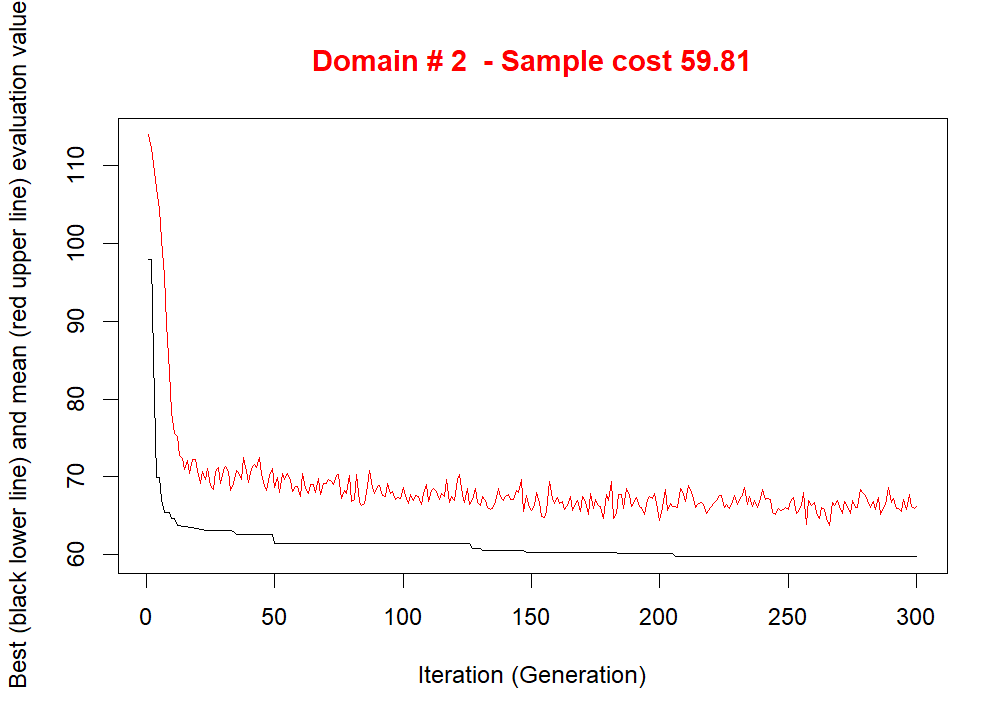 Domain # 2  - Sample cost 59.81
Best (black lower line) and mean (red upper line) evaluation value
110
100
90
80
70
60
0 50 100 150 200 250 300
Iteration (Generation)